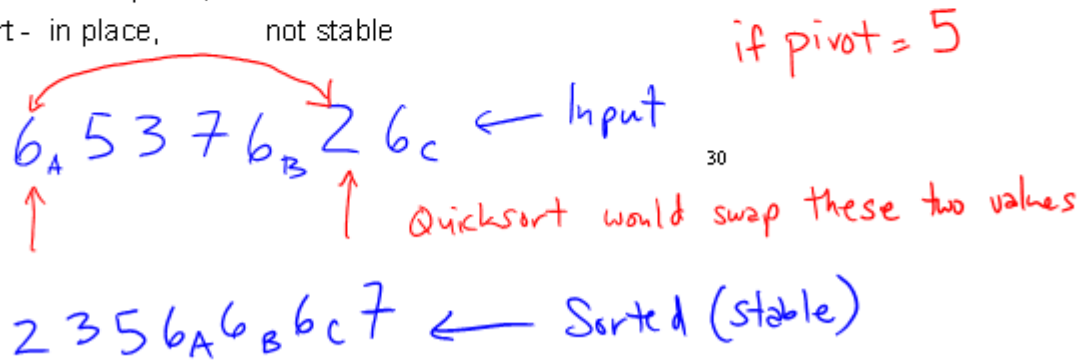 rt - in place, not stable
if pivot = 5
6A 5 3 7 6B 2 6C ← Input
30
Quicksort would swap these two values
2 3 5 6A 6B 6C 7 ← Sorted (stable)